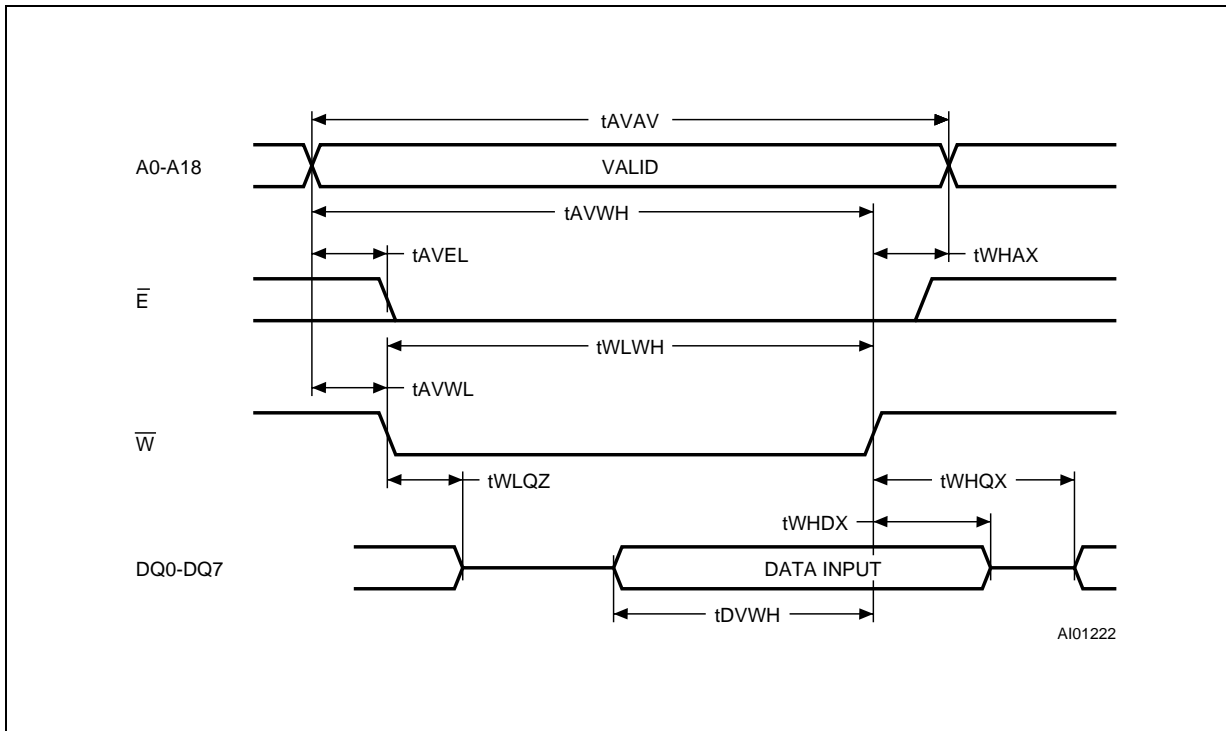 tAVAV
A0-A18 VALID
tAVWH
tAVEL tWHAX
E̅
tWLWH
tAVWL
W̅
tWLQZ tWHQX
tWHDX
DQ0-DQ7 DATA INPUT
tDVWH
AI01222